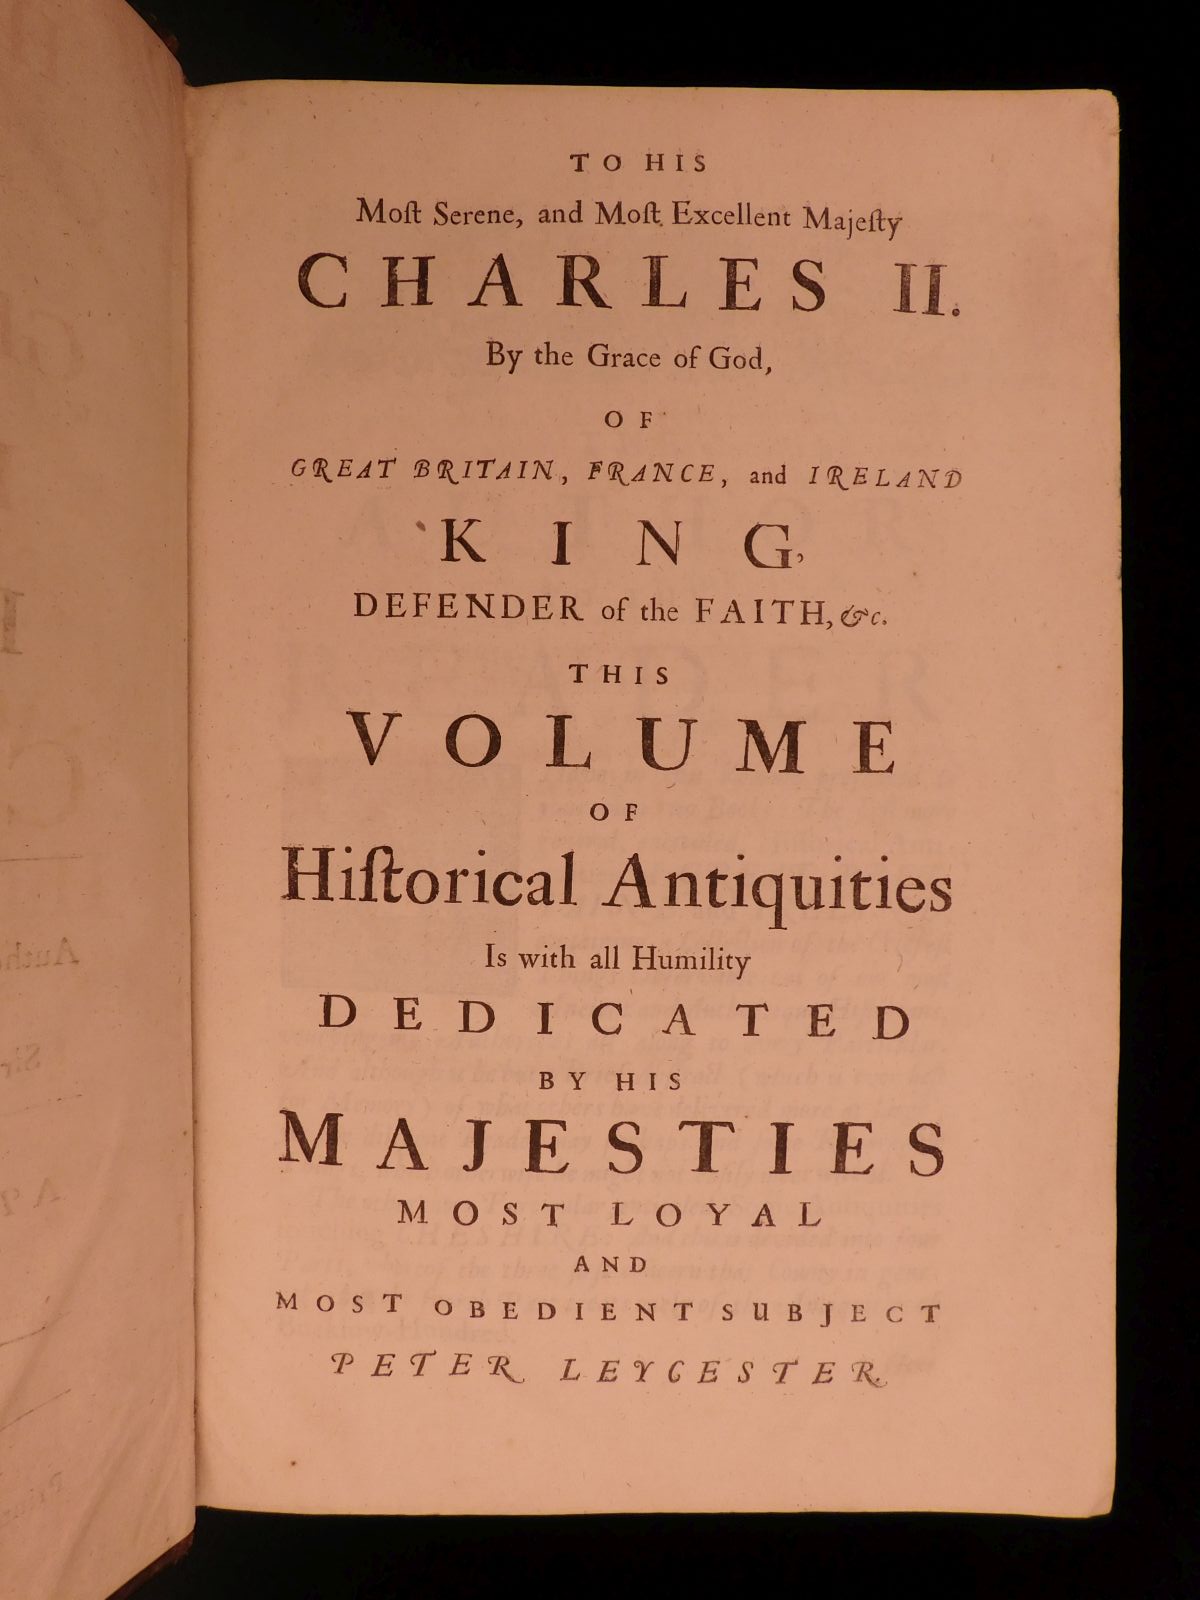 TO HIS
Moſt Serene, and Moſt Excellent Majeſty
CHARLES II.
By the Grace of God,
OF
GREAT BRITAIN, FRANCE, and IRELAND
KING,
DEFENDER of the FAITH, &c.
THIS
VOLUME
OF
Hiſtorical Antiquities
Is with all Humility
DEDICATED
BY HIS
MAJESTIES
MOST LOYAL
AND
MOST OBEDIENT SUBJECT
PETER LEYCESTER.